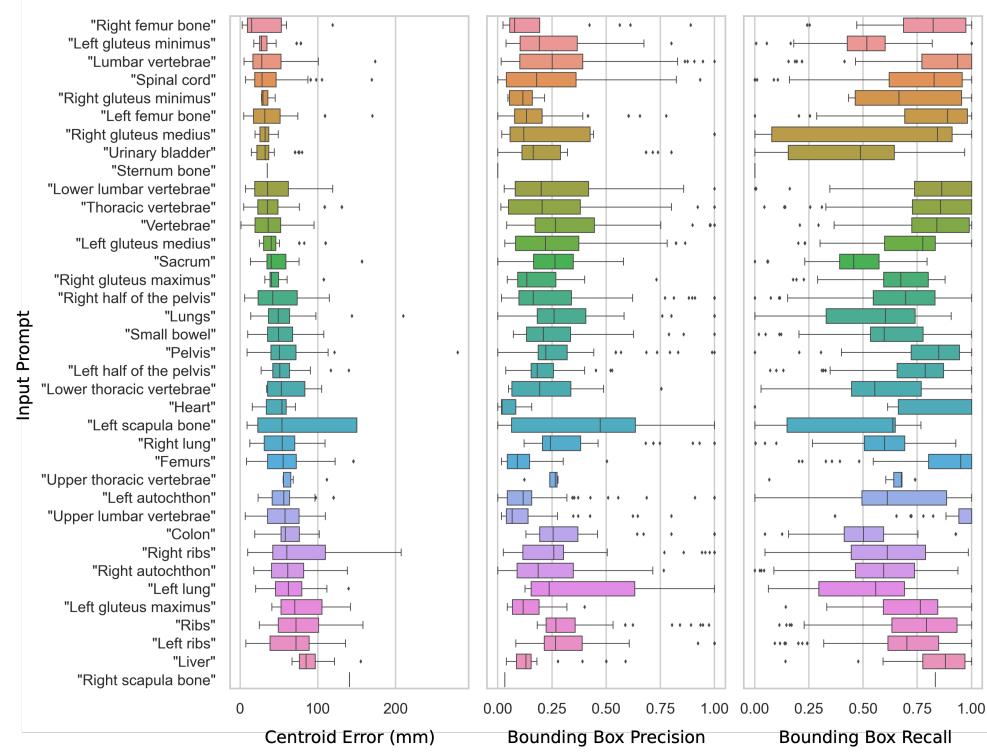 "Right femur bone"
"Left gluteus minimus"
"Lumbar vertebrae"
"Spinal cord"
"Right gluteus minimus"
"Left femur bone"
"Right gluteus medius"
"Urinary bladder"
"Sternum bone"
"Lower lumbar vertebrae"
"Thoracic vertebrae"
"Vertebrae"
"Left gluteus medius"
"Sacrum"
"Right gluteus maximus"
"Right half of the pelvis"
"Lungs"
"Small bowel"
"Pelvis"
"Left half of the pelvis"
"Lower thoracic vertebrae"
"Heart"
"Left scapula bone"
"Right lung"
"Femurs"
"Upper thoracic vertebrae"
"Left autochthon"
"Upper lumbar vertebrae"
"Colon"
"Right ribs"
"Right autochthon"
"Left lung"
"Left gluteus maximus"
"Ribs"
"Left ribs"
"Liver"
"Right scapula bone"
Input Prompt
0 100 200
0.00 0.25 0.50 0.75 1.00
0.00 0.25 0.50 0.75 1.00
Centroid Error (mm)
Bounding Box Precision
Bounding Box Recall